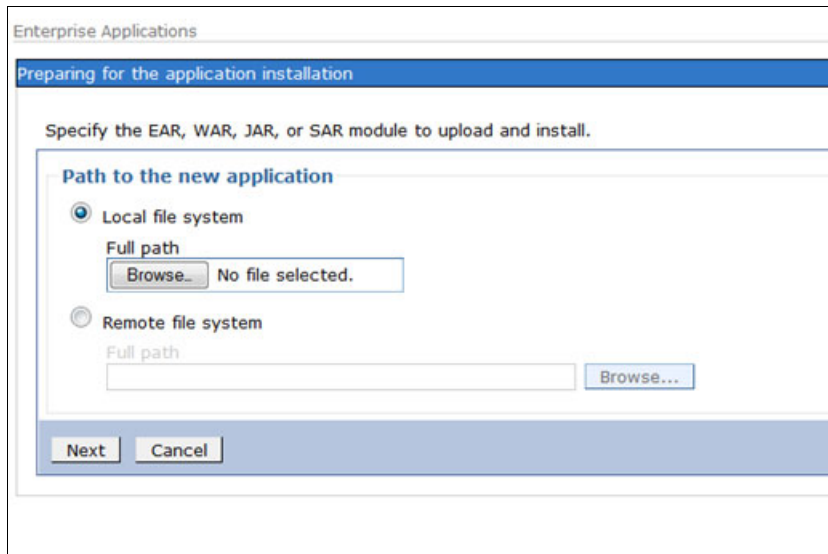 Enterprise Applications
Preparing for the application installation
Specify the EAR, WAR, JAR, or SAR module to upload and install.
Path to the new application
Local file system
Full path
Browse.. No file selected.
Remote file system
Full path
Browse...
Next Cancel